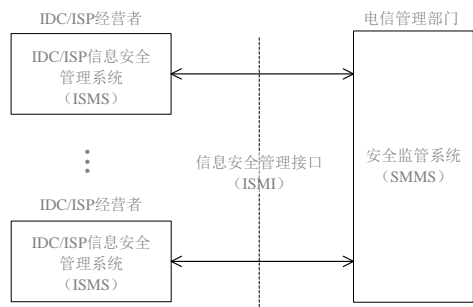 IDC/ISP经营者
电信管理部门
IDC/ISP信息安全
管理系统
（ISMS）
信息安全管理接口
（ISMI）
安全监管系统
（SMMS）
IDC/ISP经营者
IDC/ISP信息安全
管理系统
（ISMS）